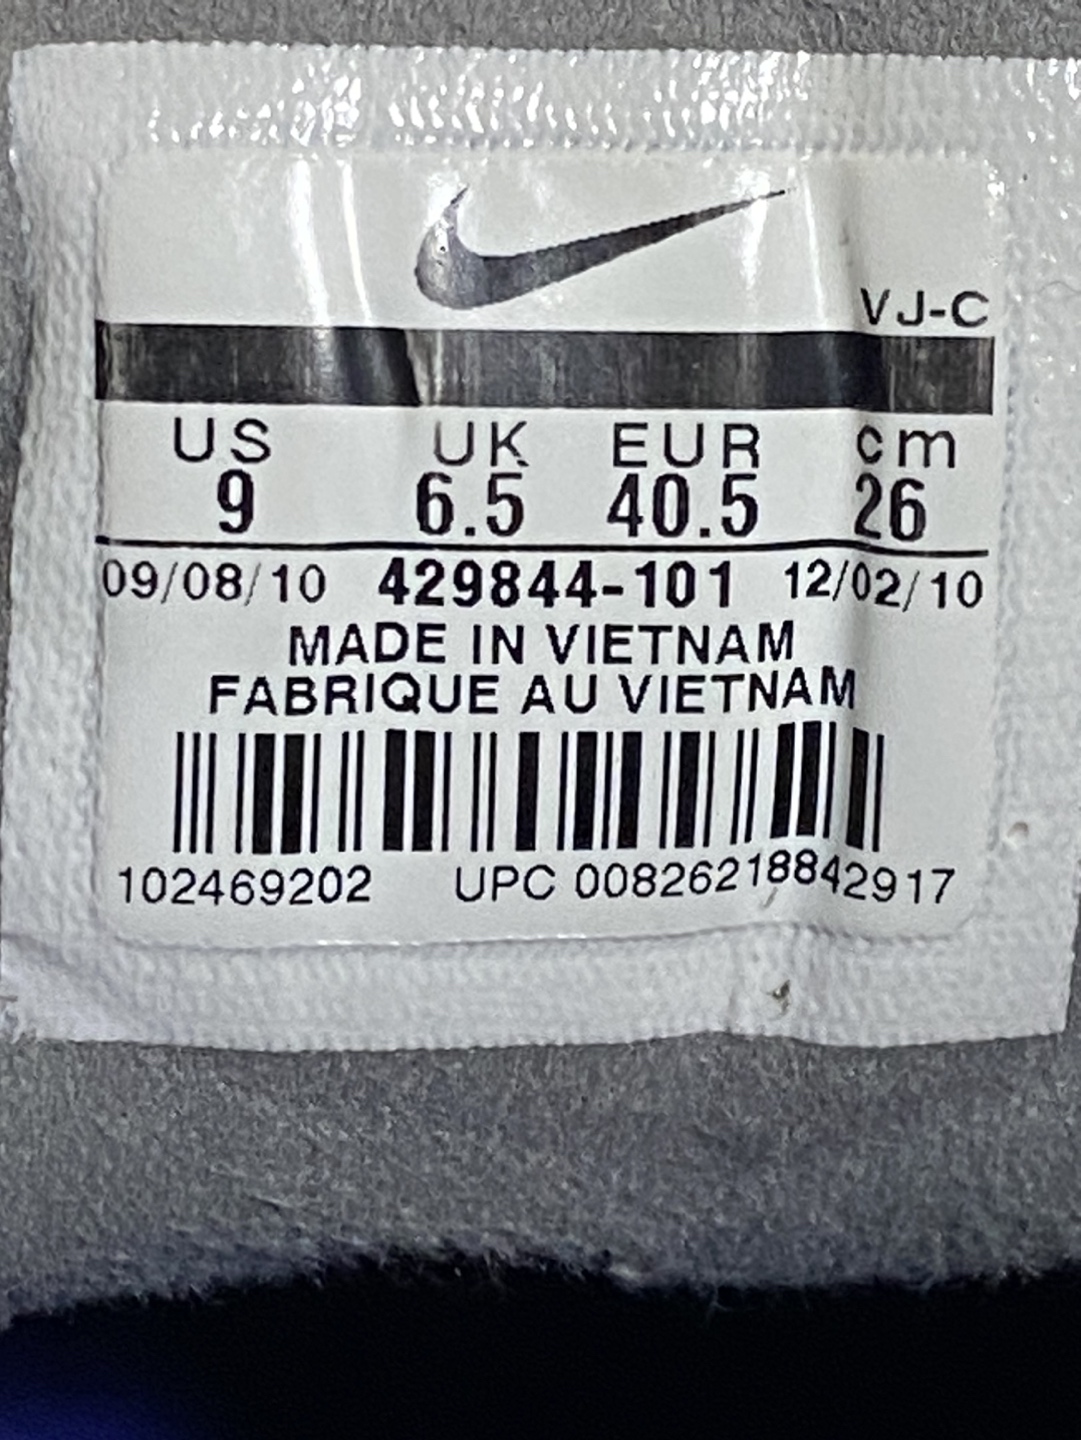 VJ-C
US UK EUR cm
9 6.5 40.5 26
09/08/10 429844-101 12/02/10
MADE IN VIETNAM
FABRIQUE AU VIETNAM
102469202 UPC 00826218842917